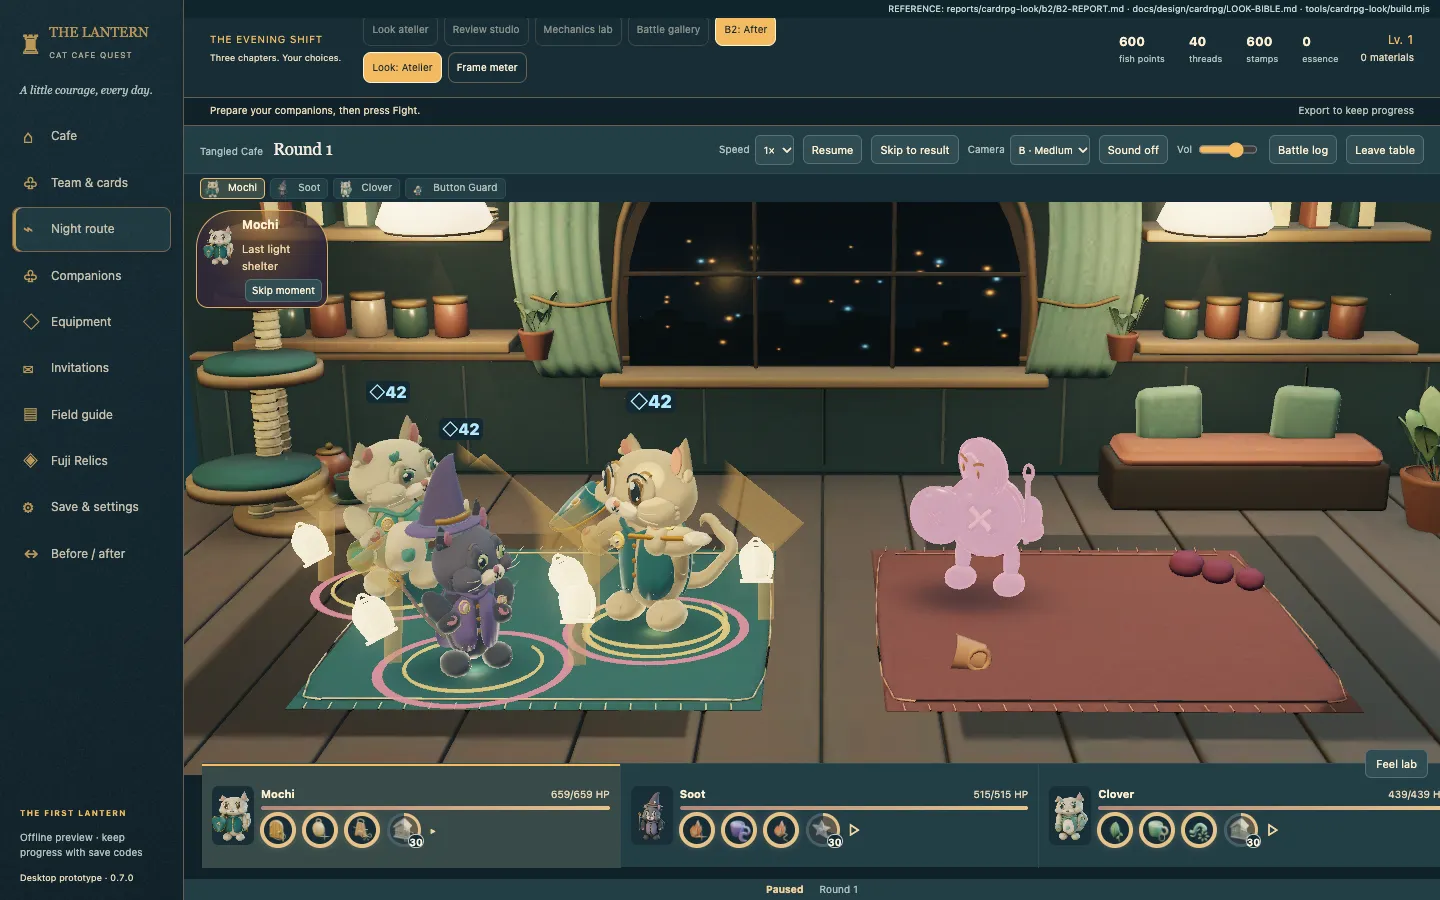 REFERENCE: reports/cardrpg-look/b2/B2-REPORT.md · docs/design/cardrpg/LOOK-BIBLE.md · tools/cardrpg-look/build.mjs
THE LANTERN
CAT CAFE QUEST
A little courage, every day.
Cafe
Team & cards
Night route
Companions
Equipment
Invitations
Field guide
Fuji Relics
Save & settings
Before / after
THE FIRST LANTERN
Offline preview · keep
progress with save codes
Desktop prototype · 0.7.0
THE EVENING SHIFT
Three chapters. Your choices.
Look atelier
Review studio
Mechanics lab
Battle gallery
B2: After
Look: Atelier
Frame meter
600
fish points
40
threads
600
stamps
0
essence
Lv. 1
0 materials
Prepare your companions, then press Fight.
Export to keep progress
Tangled Cafe
Round 1
Speed
1x
Resume
Skip to result
Camera
B · Medium
Sound off
Vol
Battle log
Leave table
Mochi
Soot
Clover
Button Guard
Mochi
Last light
shelter
Skip moment
42
42
42
Feel lab
Mochi
659/659 HP
30
Soot
515/515 HP
30
Clover
439/439 H
30
Paused
Round 1